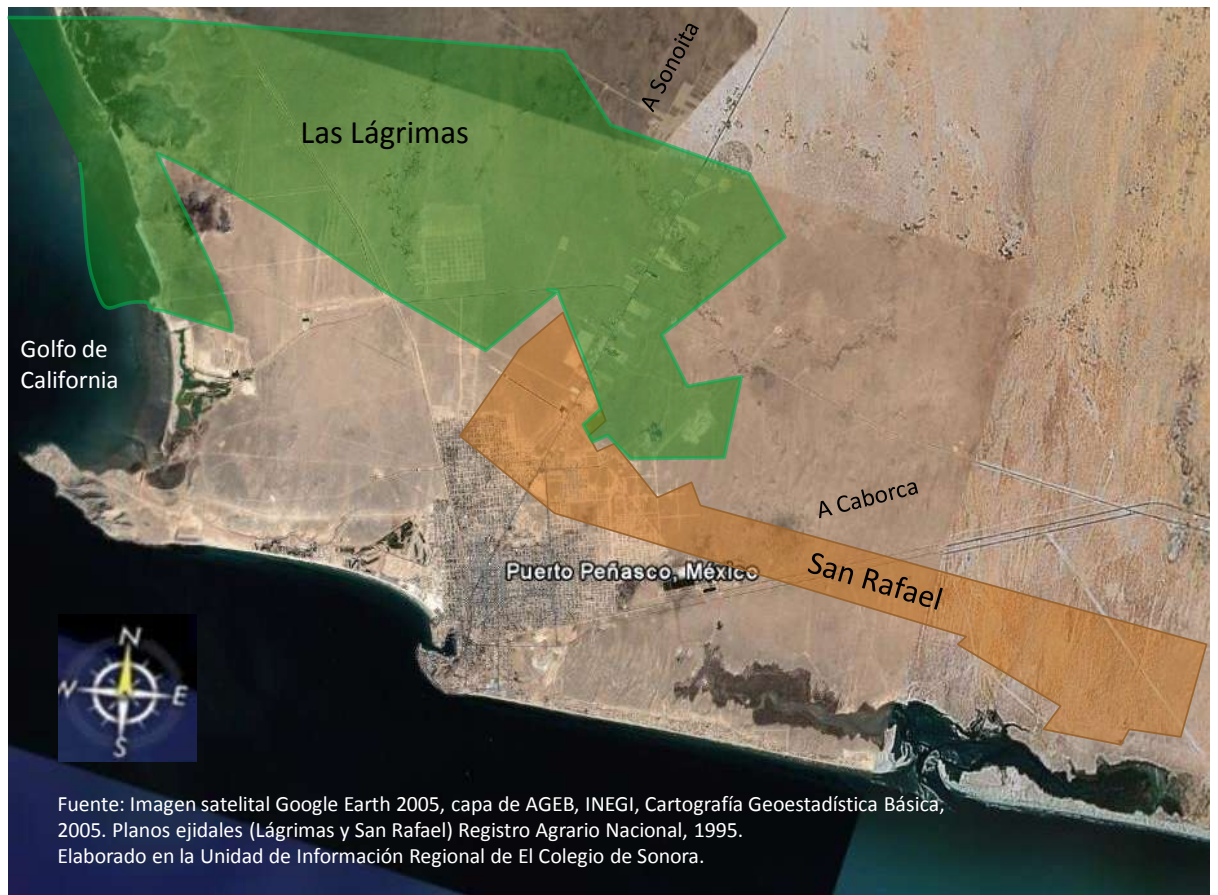 A Sonoita
Las Lágrimas
Golfo de
California
A Caborca
San Rafael
Puerto Peñasco, México
N
W
E
S
Fuente: Imagen satelital Google Earth 2005, capa de AGEB, INEGI, Cartografía Geoestadística Básica,
2005. Planos ejidales (Lágrimas y San Rafael) Registro Agrario Nacional, 1995.
Elaborado en la Unidad de Información Regional de El Colegio de Sonora.